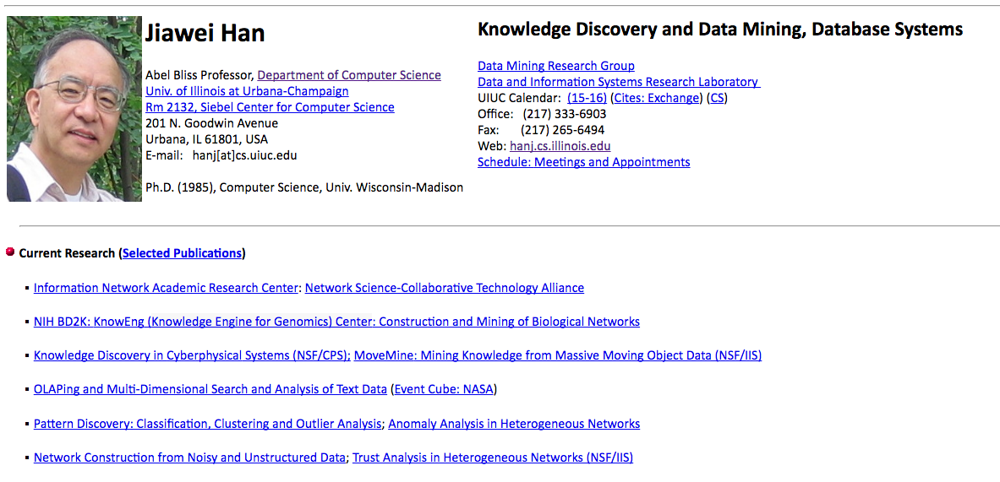 Jiawei Han
Abel Bliss Professor, Department of Computer Science
Univ. of Illinois at Urbana-Champaign
Rm 2132, Siebel Center for Computer Science
201 N. Goodwin Avenue
Urbana, IL 61801, USA
E-mail: hanj[at]cs.uiuc.edu
Ph.D. (1985), Computer Science, Univ. Wisconsin-Madison
Knowledge Discovery and Data Mining, Database Systems
Data Mining Research Group
Data and Information Systems Research Laboratory
UIUC Calendar: (15-16) (Cites: Exchange) (CS)
Office: (217) 333-6903
Fax: (217) 265-6494
Web: hanj.cs.illinois.edu
Schedule: Meetings and Appointments
Current Research (Selected Publications)
▪ Information Network Academic Research Center: Network Science-Collaborative Technology Alliance
▪ NIH BD2K: KnowEng (Knowledge Engine for Genomics) Center: Construction and Mining of Biological Networks
▪ Knowledge Discovery in Cyberphysical Systems (NSF/CPS); MoveMine: Mining Knowledge from Massive Moving Object Data (NSF/IIS)
▪ OLAPing and Multi-Dimensional Search and Analysis of Text Data (Event Cube: NASA)
▪ Pattern Discovery: Classification, Clustering and Outlier Analysis; Anomaly Analysis in Heterogeneous Networks
▪ Network Construction from Noisy and Unstructured Data; Trust Analysis in Heterogeneous Networks (NSF/IIS)